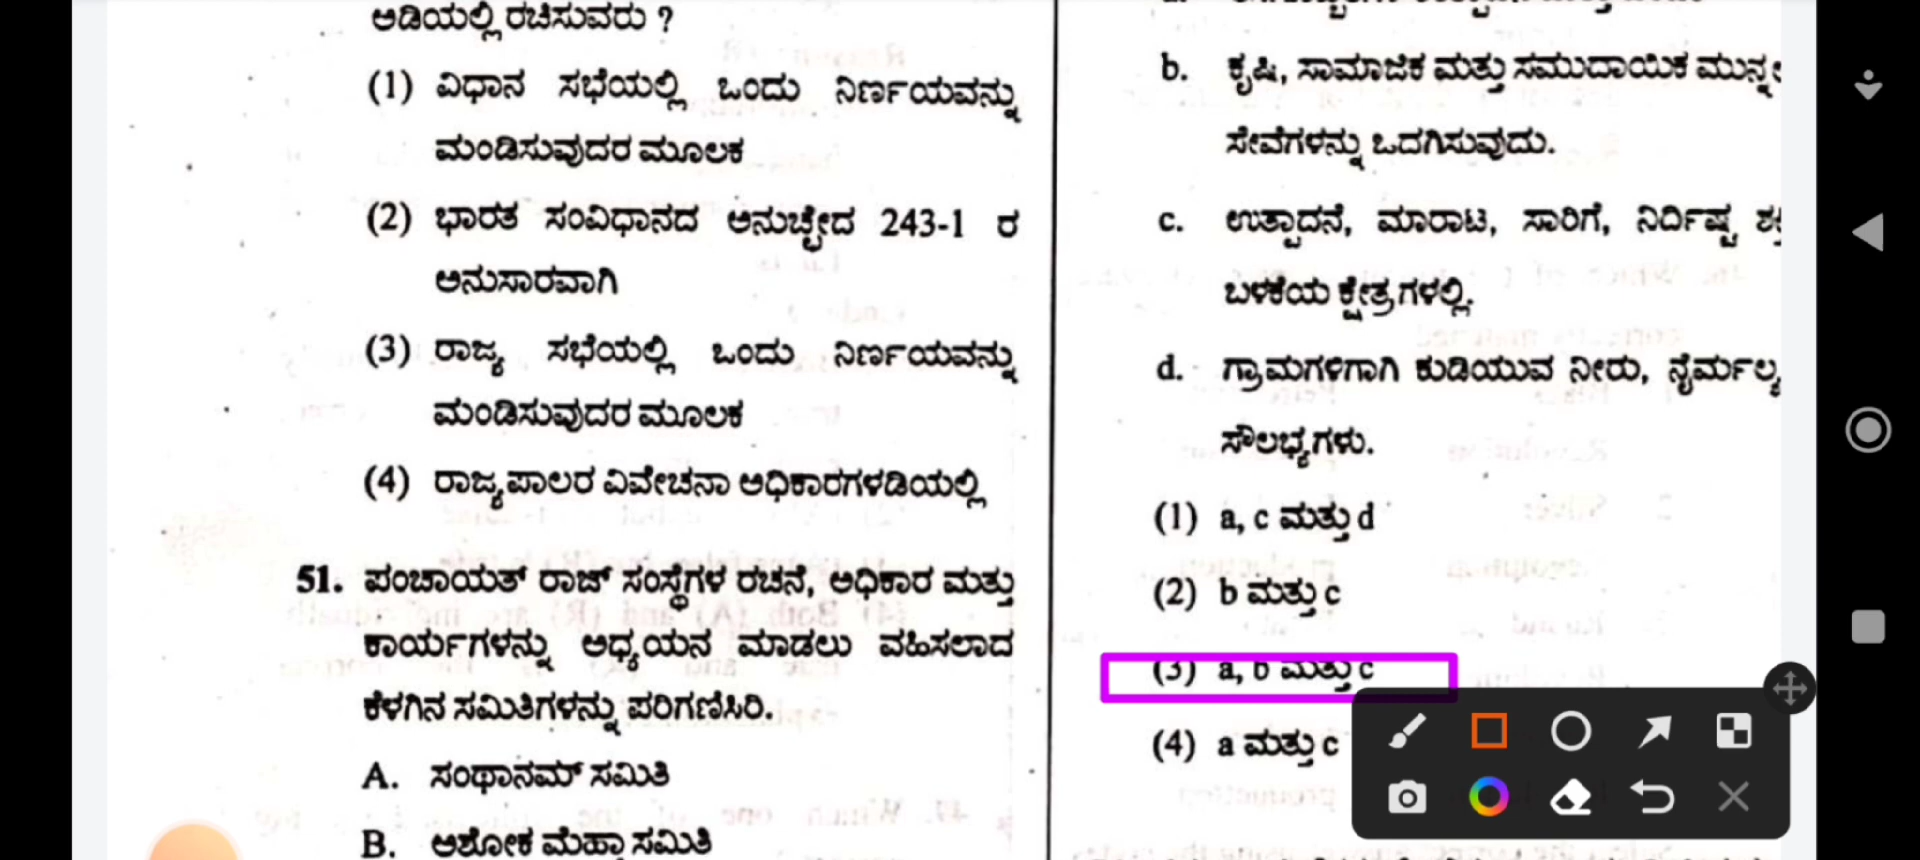 ಅಡಿಯಲ್ಲಿ ರಚಿಸುವರು ?
(1) ವಿಧಾನ ಸಭೆಯಲ್ಲಿ ಒಂದು ನಿರ್ಣಯವನ್ನು
ಮಂಡಿಸುವುದರ ಮೂಲಕ
(2) ಭಾರತ ಸಂವಿಧಾನದ ಅನುಚ್ಛೇದ 243-1 ರ
ಅನುಸಾರವಾಗಿ
(3) ರಾಜ್ಯ ಸಭೆಯಲ್ಲಿ ಒಂದು ನಿರ್ಣಯವನ್ನು
ಮಂಡಿಸುವುದರ ಮೂಲಕ
(4) ರಾಜ್ಯಪಾಲರ ವಿವೇಚನಾ ಅಧಿಕಾರಗಳಡಿಯಲ್ಲಿ
51. ಪಂಚಾಯತ್ ರಾಜ್ ಸಂಸ್ಥೆಗಳ ರಚನೆ, ಅಧಿಕಾರ ಮತ್ತು
ಕಾರ್ಯಗಳನ್ನು ಅಧ್ಯಯನ ಮಾಡಲು ವಹಿಸಲಾದ
ಕೆಳಗಿನ ಸಮಿತಿಗಳನ್ನು ಪರಿಗಣಿಸಿರಿ.
A. ಸಂಥಾನಮ್ ಸಮಿತಿ
B. ಅಶೋಕ ಮೆಹ್ತಾ ಸಮಿತಿ
b. ಕೃಷಿ, ಸಾಮಾಜಿಕ ಮತ್ತು ಸಮುದಾಯಿಕ
ಸೇವೆಗಳನ್ನು ಒದಗಿಸುವುದು.
c. ಉತ್ಪಾದನೆ, ಮಾರಾಟ, ಸಾರಿಗೆ, ನಿರ್ದಿಷ್ಟ
ಬಳಕೆಯ ಕ್ಷೇತ್ರಗಳಲ್ಲಿ.
d. ಗ್ರಾಮಗಳಿಗಾಗಿ ಕುಡಿಯುವ ನೀರು, ನೈರ್ಮಲ್ಯ
ಸೌಲಭ್ಯಗಳು.
(1) a, c ಮತ್ತು d
(2) b ಮತ್ತು c
(3) a, b ಮತ್ತು c
(4) a ಮತ್ತು c